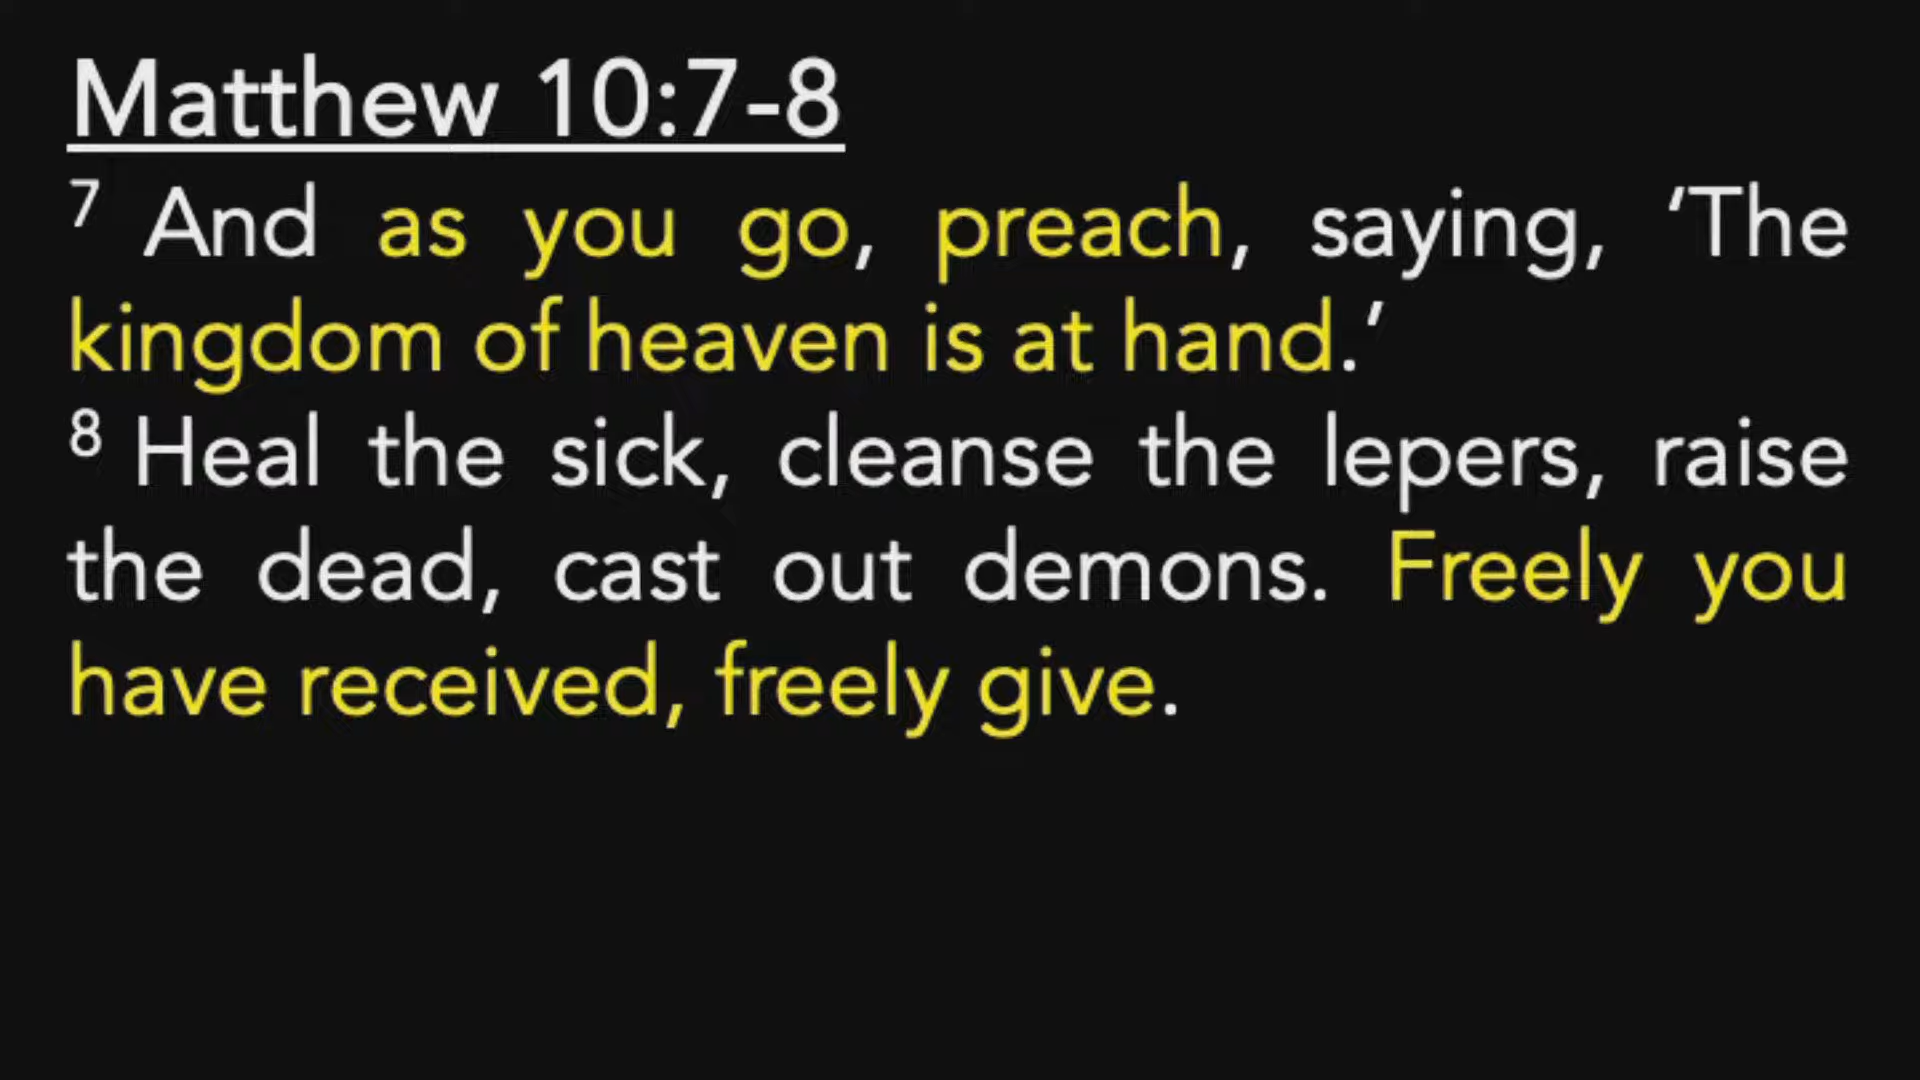 Matthew 10:7-8
7 And as you go, preach, saying, ‘The
kingdom of heaven is at hand.’
8 Heal the sick, cleanse the lepers, raise
the dead, cast out demons. Freely you
have received, freely give.